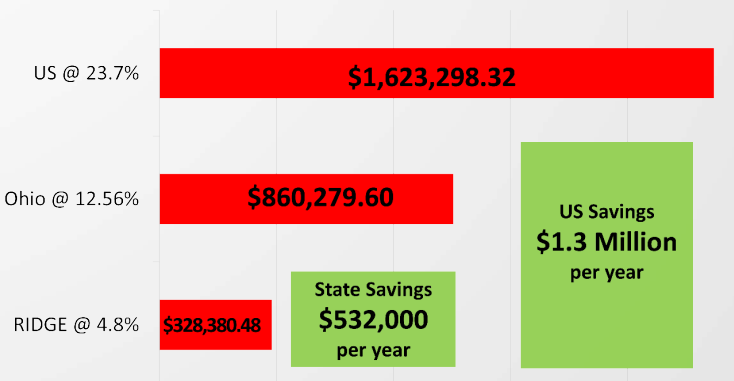 US @ 23.7%
$1,623,298.32
Ohio @ 12.56%
$860,279.60
US Savings
$1.3 Million
per year
RIDGE @ 4.8%
$328,380.48
State Savings
$532,000
per year